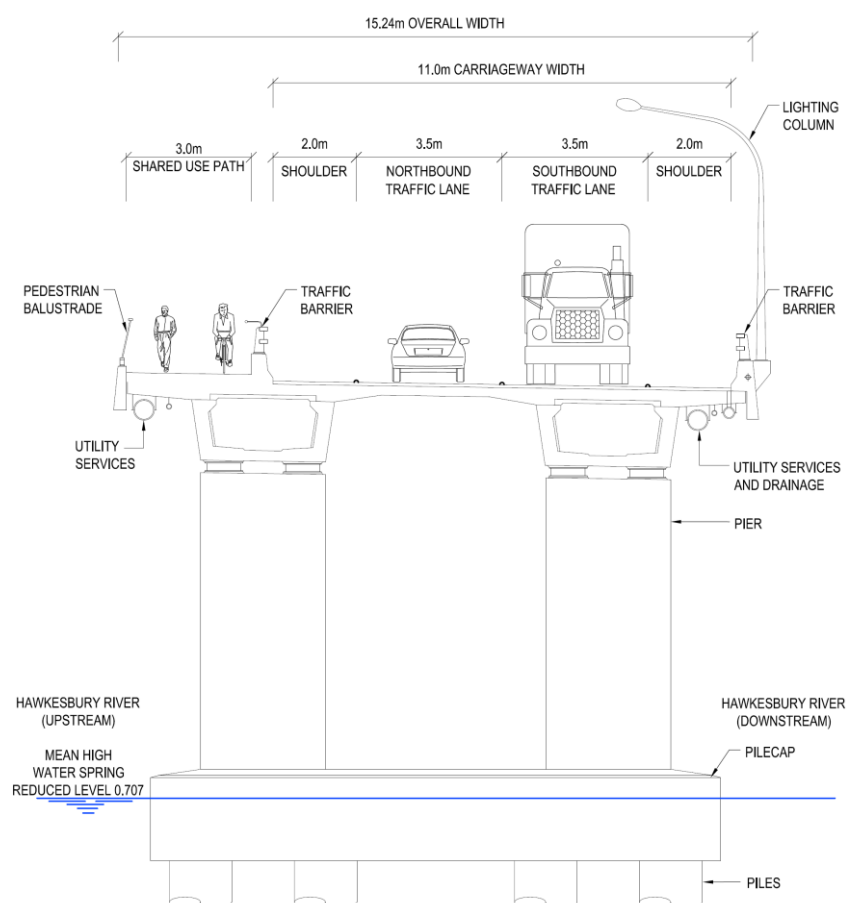 15.24m OVERALL WIDTH
11.0m CARRIAGEWAY WIDTH
LIGHTING
COLUMN
3.0m
SHARED USE PATH
2.0m
SHOULDER
3.5m
NORTHBOUND
TRAFFIC LANE
3.5m
SOUTHBOUND
TRAFFIC LANE
2.0m
SHOULDER
PEDESTRIAN
BALUSTRADE
TRAFFIC
BARRIER
TRAFFIC
BARRIER
UTILITY
SERVICES
UTILITY SERVICES
AND DRAINAGE
PIER
HAWKESBURY RIVER
(UPSTREAM)
HAWKESBURY RIVER
(DOWNSTREAM)
MEAN HIGH
WATER SPRING
REDUCED LEVEL 0.707
PILECAP
PILES